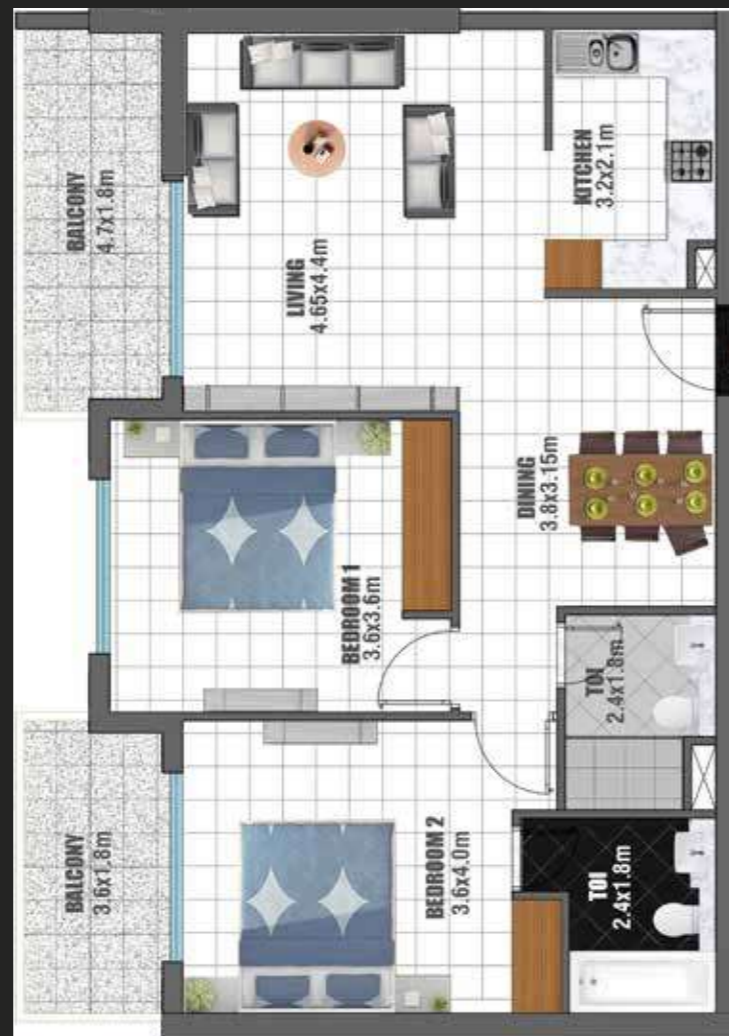 BALCONY
4.7x1.8m
LIVING
4.65x4.4m
KITCHEN
3.2x2.1m
DINING
3.8x3.15m
BEDROOM 1
3.6x3.6m
TOI
2.4x1.8m
BALCONY
3.6x1.8m
BEDROOM 2
3.6x4.0m
TOI
2.4x1.8m